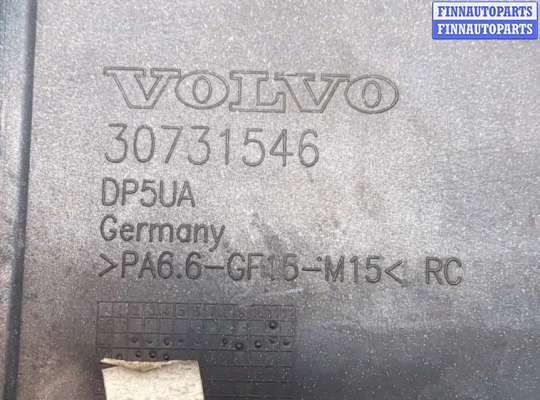 FINNAUTOPARTS
FINNAUTOPARTS
VOLVO
30731546
DP5UA
Germany
>PA6.6-GF15-M15< RC